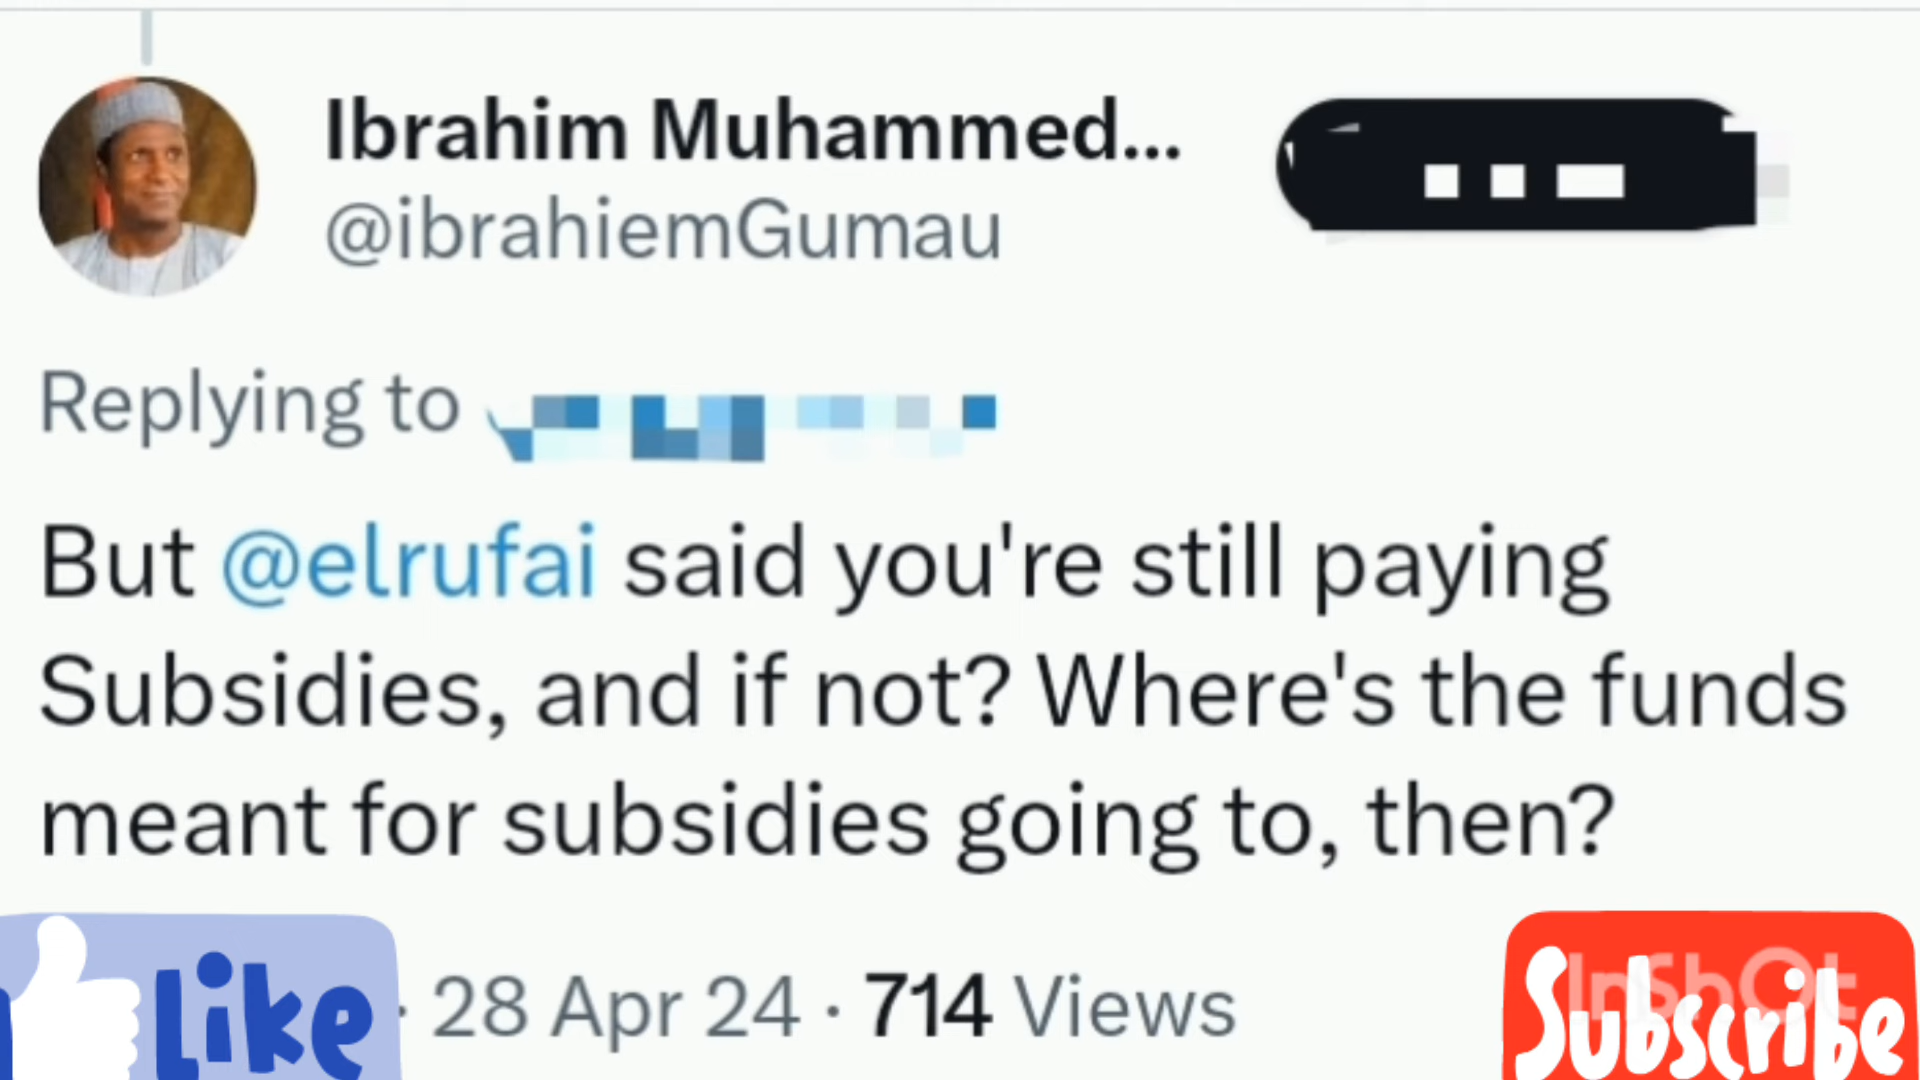 Ibrahim Muhammed...
@ibrahiemGumau
Replying to
But @elrufai said you're still paying
Subsidies, and if not? Where's the funds
meant for subsidies going to, then?
Like
· 28 Apr 24 · 714 Views
InShOt
Subscribe